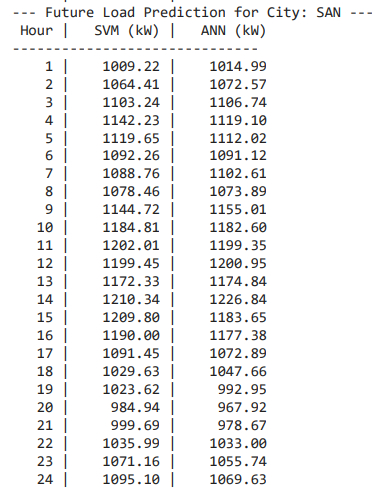 --- Future Load Prediction for City: SAN ---
Hour |   SVM (kW) |   ANN (kW)
------------------------------
   1 |    1009.22 |    1014.99
   2 |    1064.41 |    1072.57
   3 |    1103.24 |    1106.74
   4 |    1142.23 |    1119.10
   5 |    1119.65 |    1112.02
   6 |    1092.26 |    1091.12
   7 |    1088.76 |    1102.61
   8 |    1078.46 |    1073.89
   9 |    1144.72 |    1155.01
  10 |    1184.81 |    1182.60
  11 |    1202.01 |    1199.35
  12 |    1199.45 |    1200.95
  13 |    1172.33 |    1174.84
  14 |    1210.34 |    1226.84
  15 |    1209.80 |    1183.65
  16 |    1190.00 |    1177.38
  17 |    1091.45 |    1072.89
  18 |    1029.63 |    1047.66
  19 |    1023.62 |     992.95
  20 |     984.94 |     967.92
  21 |     999.69 |     978.67
  22 |    1035.99 |    1033.00
  23 |    1071.16 |    1055.74
  24 |    1095.10 |    1069.63